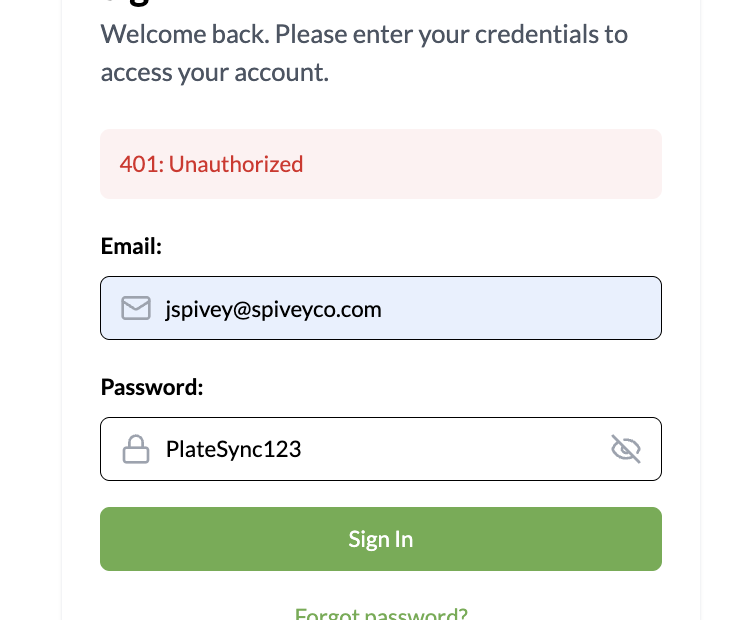 Welcome back. Please enter your credentials to
access your account.
401: Unauthorized
Email:
jspivey@spiveyco.com
Password:
PlateSync123
Sign In
Forgot password?